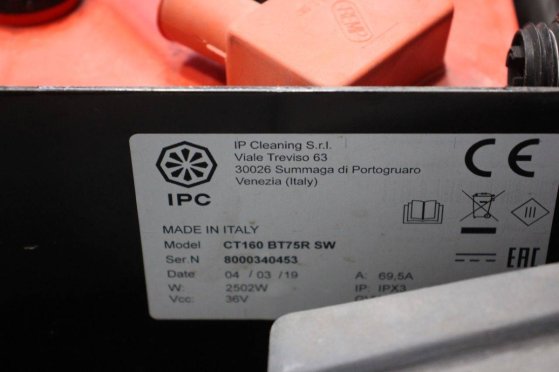 IP Cleaning S.r.l.
Viale Treviso 63
30026 Summaga di Portogruaro
Venezia (Italy)
IPC
CE
MADE IN ITALY
Model CT160 BT75R SW
Ser.N 8000340453
Date 04 / 03 / 19 A: 69,5A
W: 2502W IP: IPX3
Vcc: 36V
III
EAC